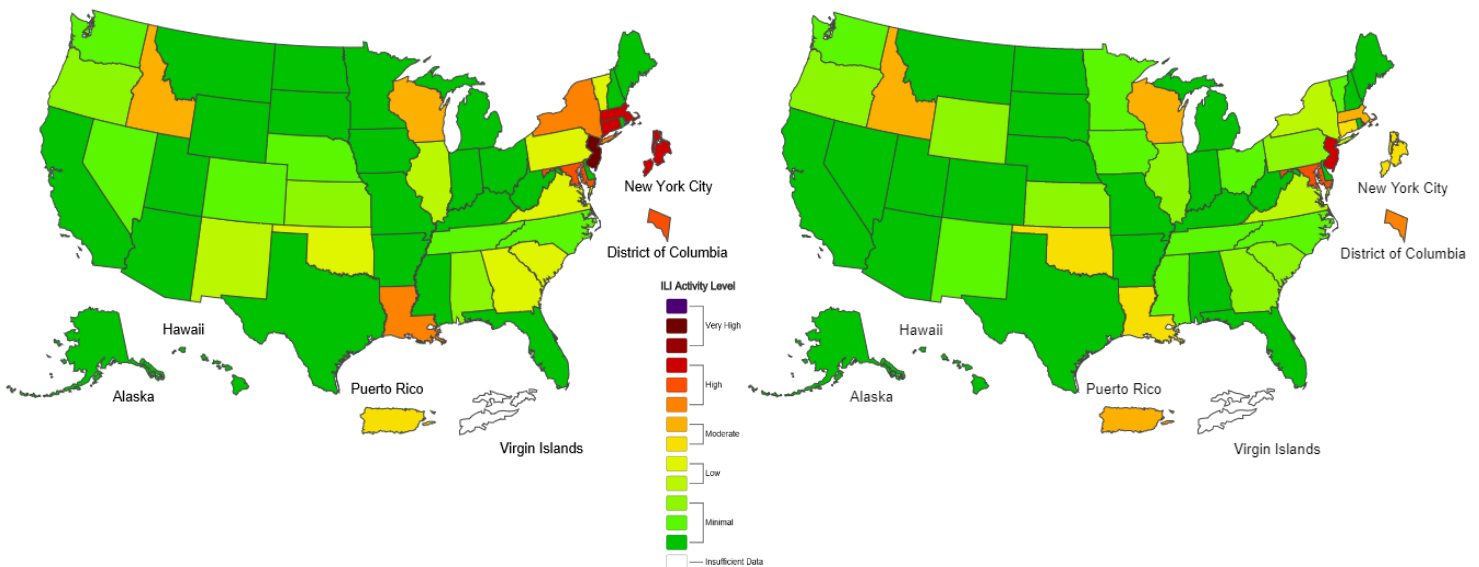 New York City
District of Columbia
ILI Activity Level
Very High
High
Moderate
Low
Minimal
Insufficient Data
Hawaii
Alaska
Puerto Rico
Virgin Islands
New York City
District of Columbia
Hawaii
Alaska
Puerto Rico
Virgin Islands